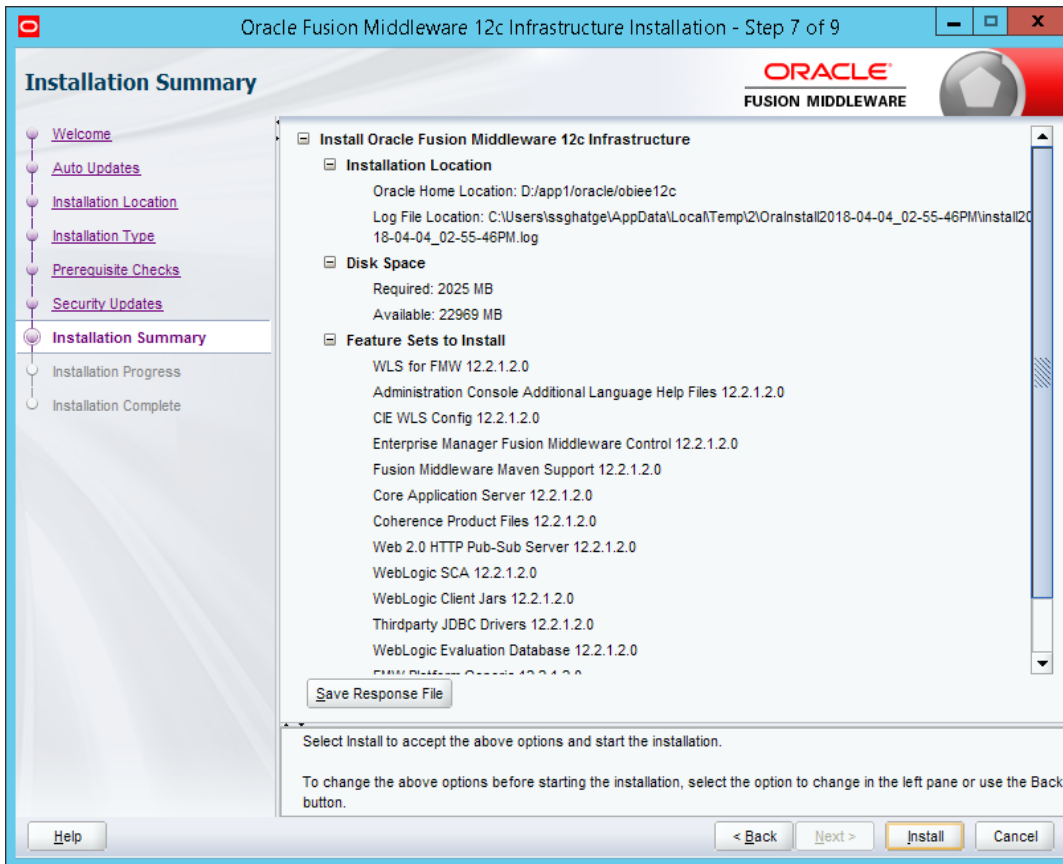 Oracle Fusion Middleware 12c Infrastructure Installation - Step 7 of 9
Installation Summary
ORACLE
FUSION MIDDLEWARE
Welcome
Auto Updates
Installation Location
Installation Type
Prerequisite Checks
Security Updates
Installation Summary
Installation Progress
Installation Complete
Install Oracle Fusion Middleware 12c Infrastructure
Installation Location
Oracle Home Location: D:/app1/oracle/obiee12c
Log File Location: C:\Users\ssghatge\AppData\Local\Temp\2\OraInstall2018-04-04_02-55-46PM\install20
18-04-04_02-55-46PM.log
Disk Space
Required: 2025 MB
Available: 22969 MB
Feature Sets to Install
WLS for FMW 12.2.1.2.0
Administration Console Additional Language Help Files 12.2.1.2.0
CIE WLS Config 12.2.1.2.0
Enterprise Manager Fusion Middleware Control 12.2.1.2.0
Fusion Middleware Maven Support 12.2.1.2.0
Core Application Server 12.2.1.2.0
Coherence Product Files 12.2.1.2.0
Web 2.0 HTTP Pub-Sub Server 12.2.1.2.0
WebLogic SCA 12.2.1.2.0
WebLogic Client Jars 12.2.1.2.0
Thirdparty JDBC Drivers 12.2.1.2.0
WebLogic Evaluation Database 12.2.1.2.0
FMW Platform Generic 12.2.1.2.0
Save Response File
Select Install to accept the above options and start the installation.
To change the above options before starting the installation, select the option to change in the left pane or use the Back
button.
Help
< Back
Next >
Install
Cancel